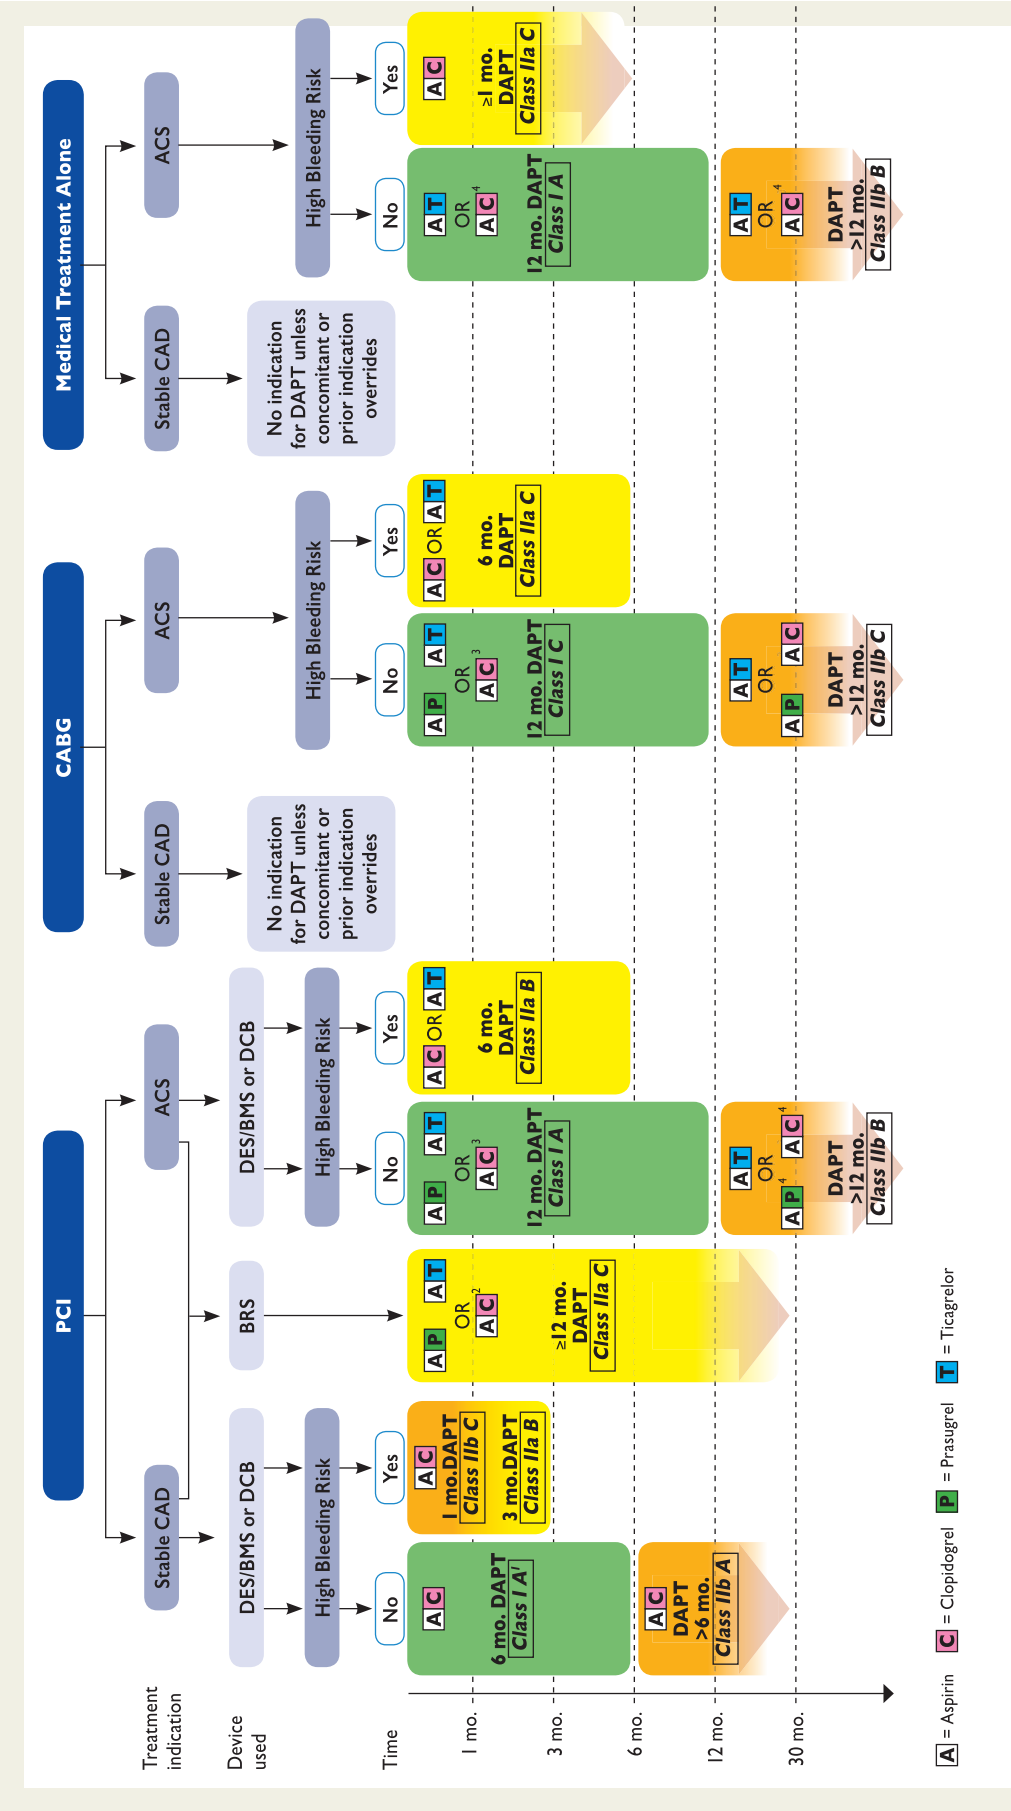 PCI
CABG
Medical Treatment Alone
Treatment
indication
Stable CAD
ACS
Stable CAD
ACS
Stable CAD
ACS
Device
used
DES/BMS or DCB
BRS
DES/BMS or DCB
No indication
for DAPT unless
concomitant or
prior indication
overrides
No indication
for DAPT unless
concomitant or
prior indication
overrides
High Bleeding Risk
High Bleeding Risk
High Bleeding Risk
High Bleeding Risk
Time
No
Yes
No
Yes
No
Yes
No
Yes
1 mo.
3 mo.
6 mo.
12 mo.
30 mo.
A C
6 mo. DAPT
Class I A¹
A C
DAPT
>6 mo.
Class IIb A
A C
1 mo.DAPT
Class IIb C
3 mo.DAPT
Class IIa B
A P A T
OR
A C ²
≥12 mo.
DAPT
Class IIa C
A P A T
OR
A C ³
12 mo. DAPT
Class I A
A T
OR
A P ⁴ A C ⁴
DAPT
>12 mo.
Class IIb B
A C OR A T
6 mo.
DAPT
Class IIa B
A P A T
OR
A C ³
12 mo. DAPT
Class I C
A T
OR
A P A C
DAPT
>12 mo.
Class IIb C
A C OR A T
6 mo.
DAPT
Class IIa C
A T
OR
A C ⁴
12 mo. DAPT
Class I A
A T
OR
A C ⁴
DAPT
>12 mo.
Class IIb B
A C
≥1 mo.
DAPT
Class IIa C
A = Aspirin C = Clopidogrel P = Prasugrel T = Ticagrelor